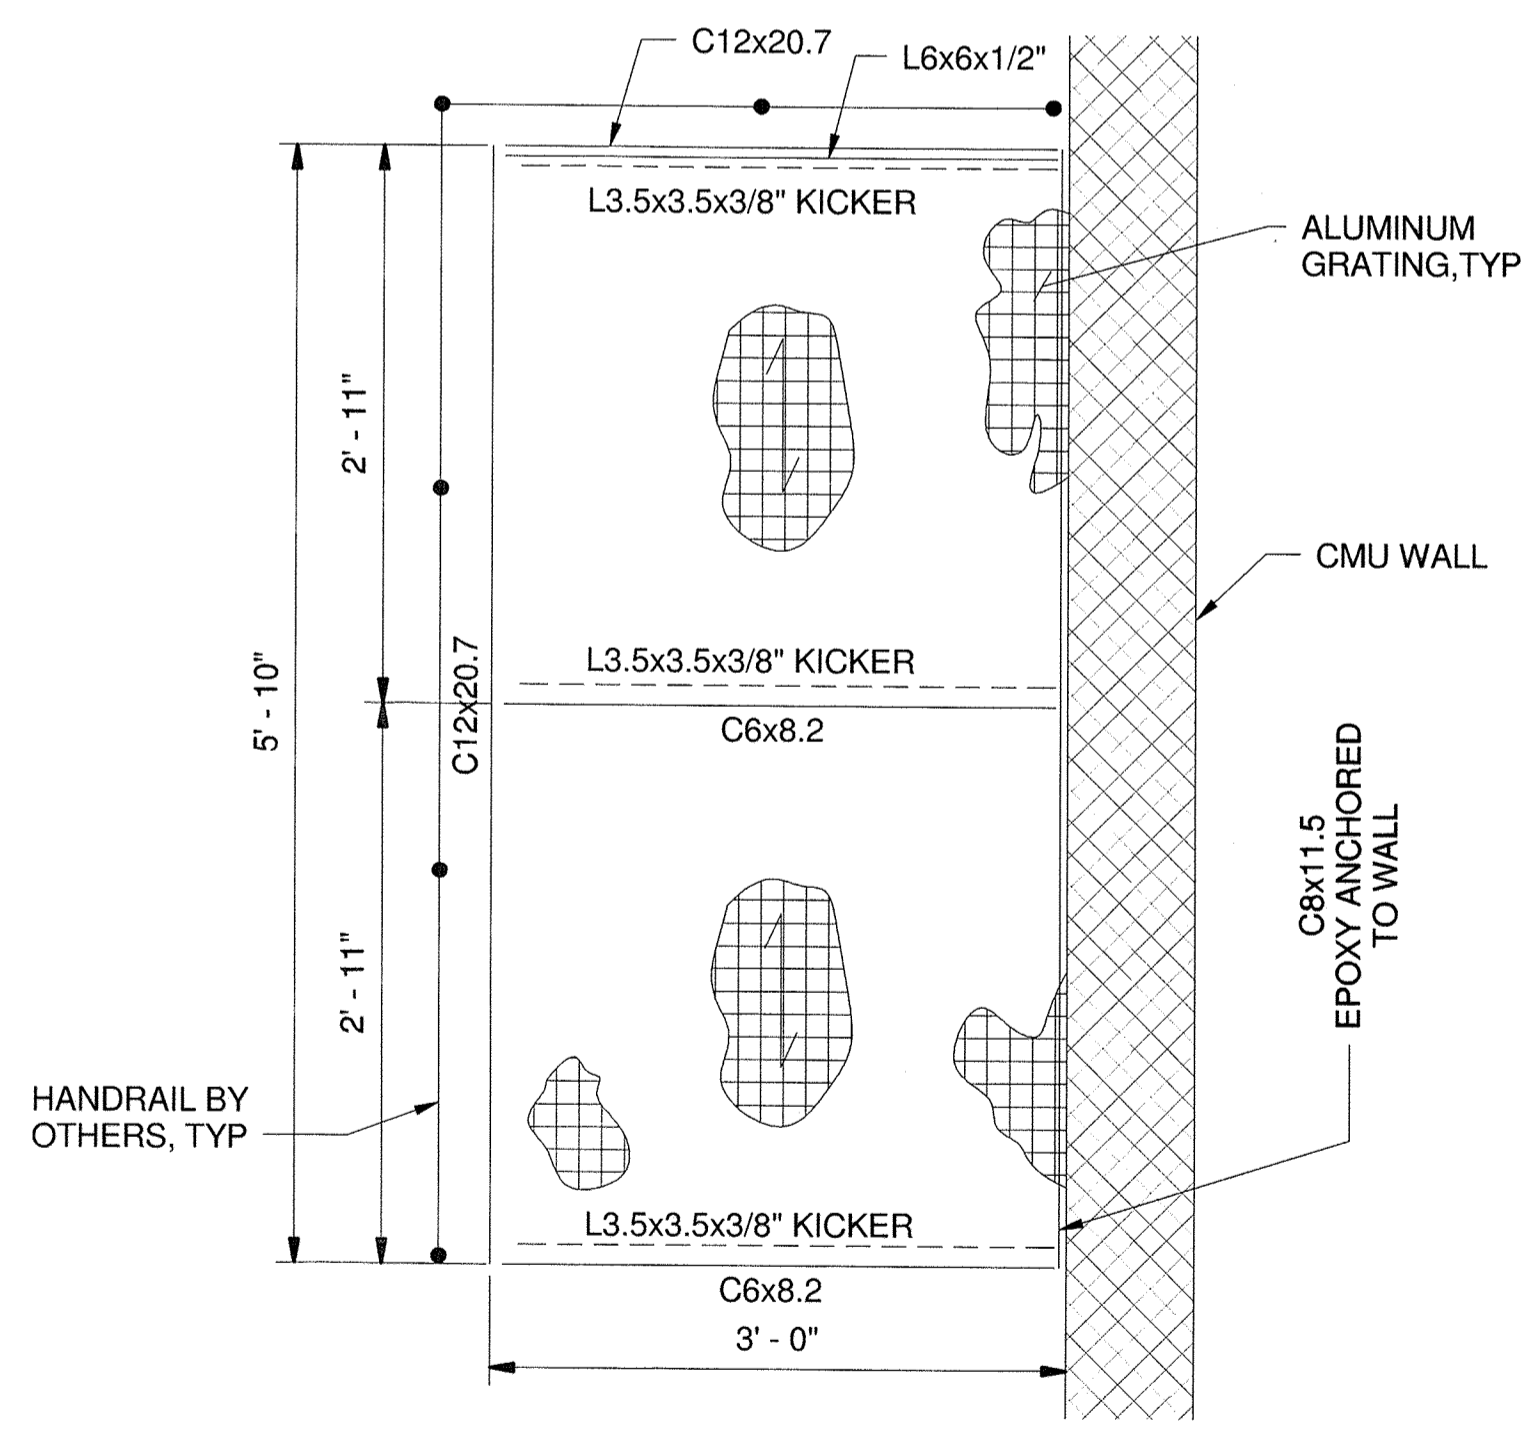 C12x20.7
L6x6x1/2"
L3.5x3.5x3/8" KICKER
ALUMINUM
GRATING,TYP
2' - 11"
CMU WALL
5' - 10"
C12x20.7
L3.5x3.5x3/8" KICKER
C6x8.2
C8x11.5
EPOXY ANCHORED
TO WALL
2' - 11"
HANDRAIL BY
OTHERS, TYP
L3.5x3.5x3/8" KICKER
C6x8.2
3' - 0"